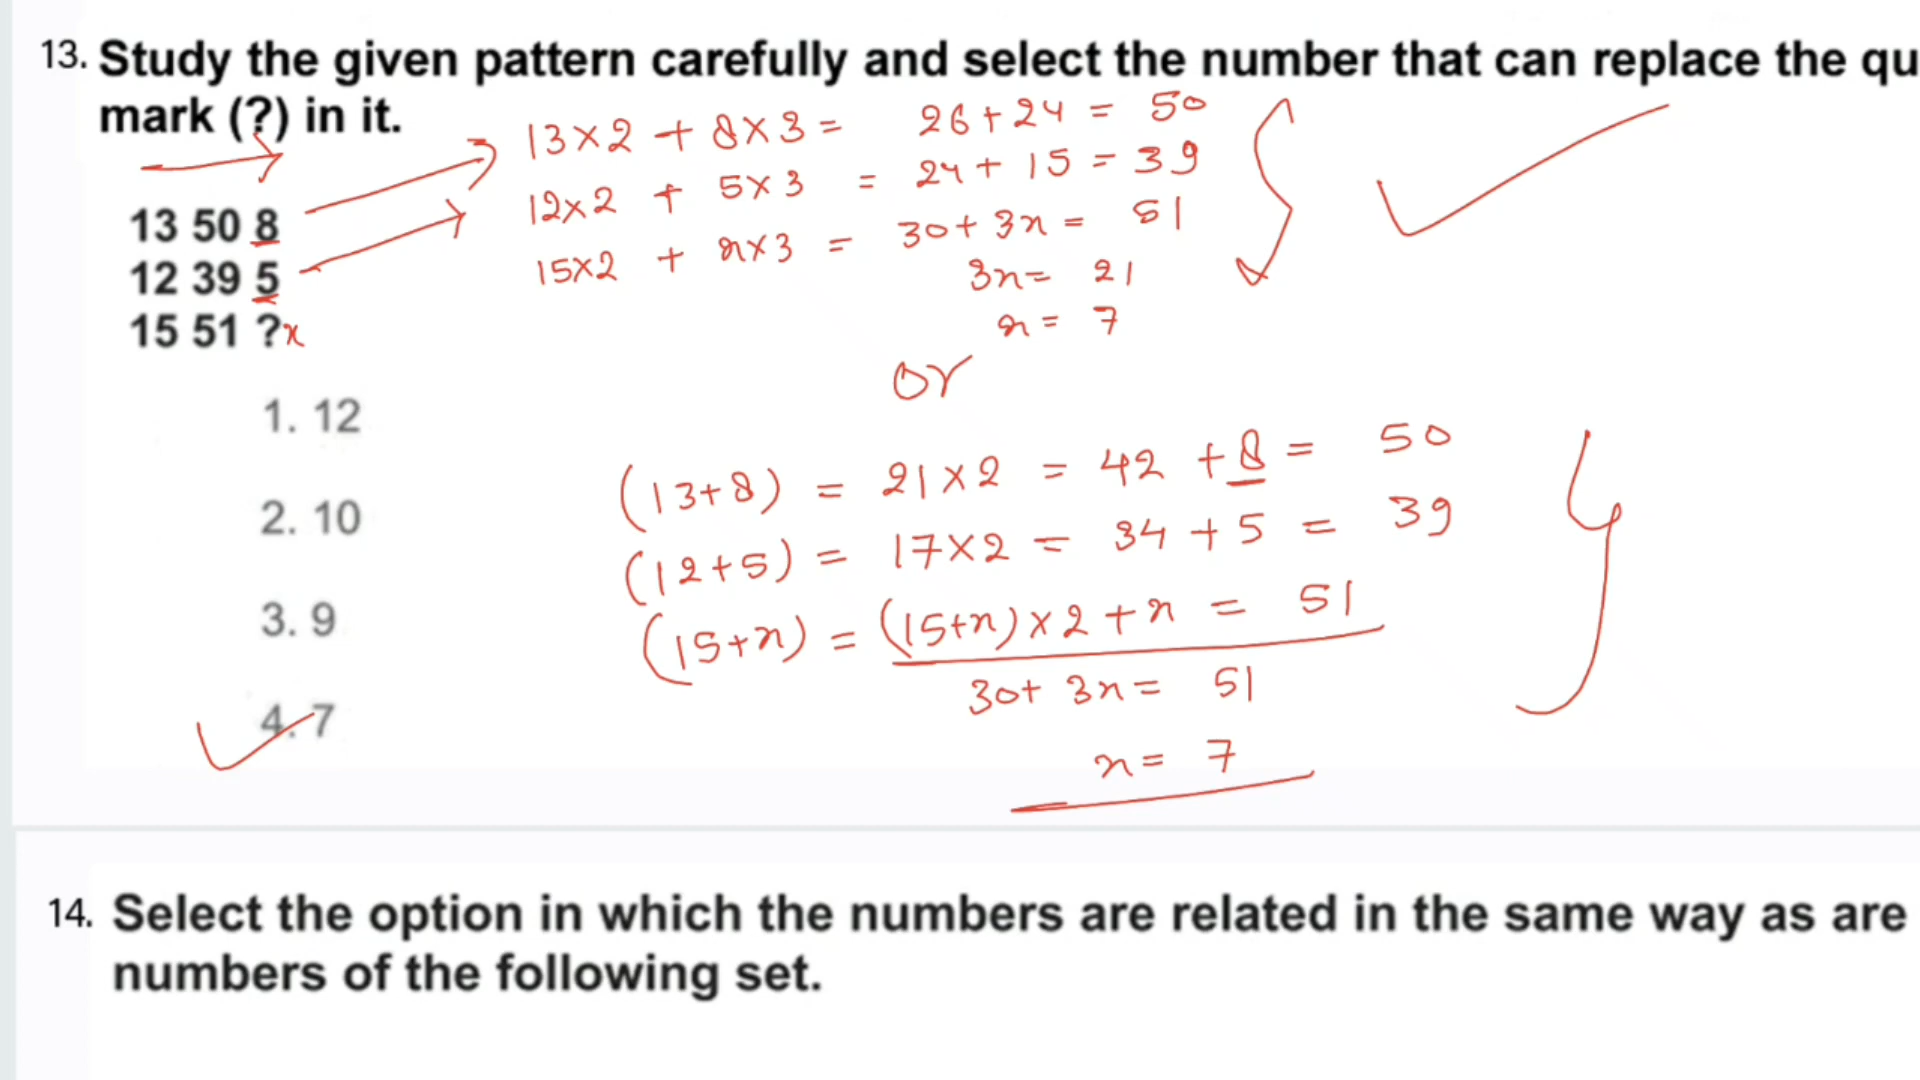 13. Study the given pattern carefully and select the number that can replace the qu
mark (?) in it.
13×2 + 8×3 = 26+24 = 50
12×2 + 5×3 = 24+ 15 = 39
15×2 + x×3 = 30+ 3x = 51
3x= 21
x = 7
13 50 8
12 39 5
15 51 ?x
or
1. 12
2. 10
3. 9
4. 7
(13+8) = 21×2 = 42 +8 = 50
(12+5) = 17×2 = 34 +5 = 39
(15+x) = (15+x)×2 +x = 51
30+ 3x = 51
x = 7
14. Select the option in which the numbers are related in the same way as are
numbers of the following set.